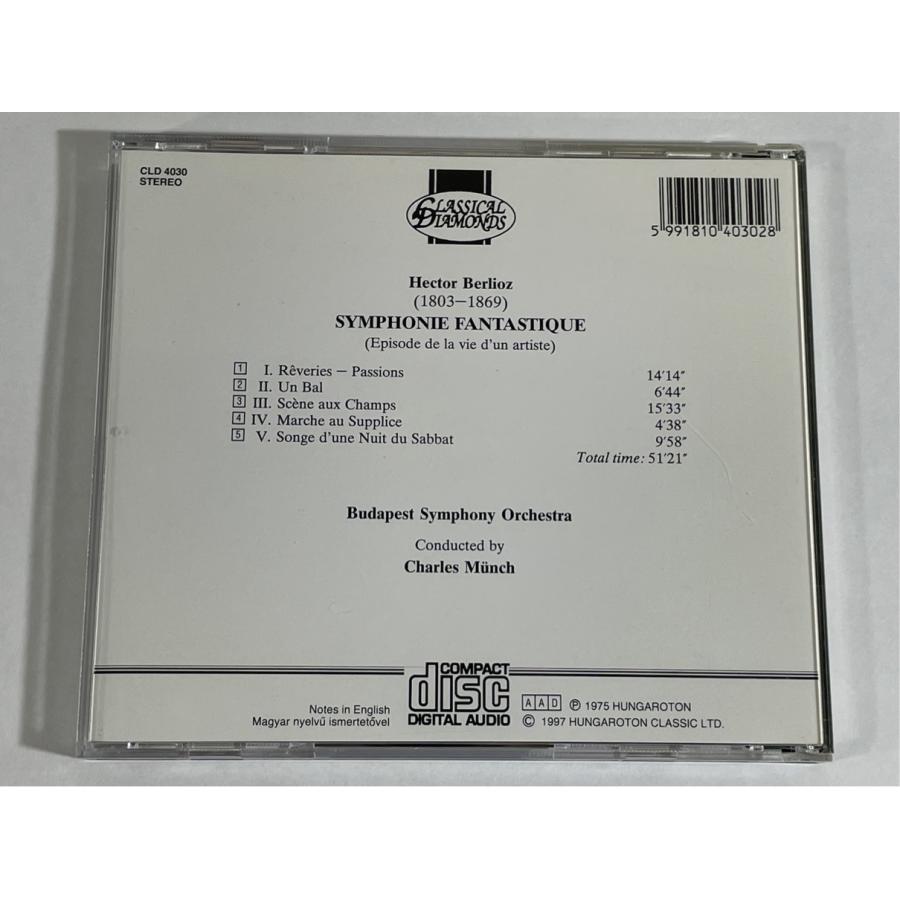 CLD 4030
STEREO
CLASSICAL
DIAMONDS
5 991810 403028
Hector Berlioz
(1803–1869)
SYMPHONIE FANTASTIQUE
(Episode de la vie d'un artiste)
1 I. Rêveries – Passions 14'14"
2 II. Un Bal 6'44"
3 III. Scène aux Champs 15'33"
4 IV. Marche au Supplice 4'38"
5 V. Songe d'une Nuit du Sabbat 9'58"
Total time: 51'21"
Budapest Symphony Orchestra
Conducted by
Charles Münch
Notes in English
Magyar nyelvű ismertetővel
COMPACT
disc
DIGITAL AUDIO
AAD ℗ 1975 HUNGAROTON
© 1997 HUNGAROTON CLASSIC LTD.